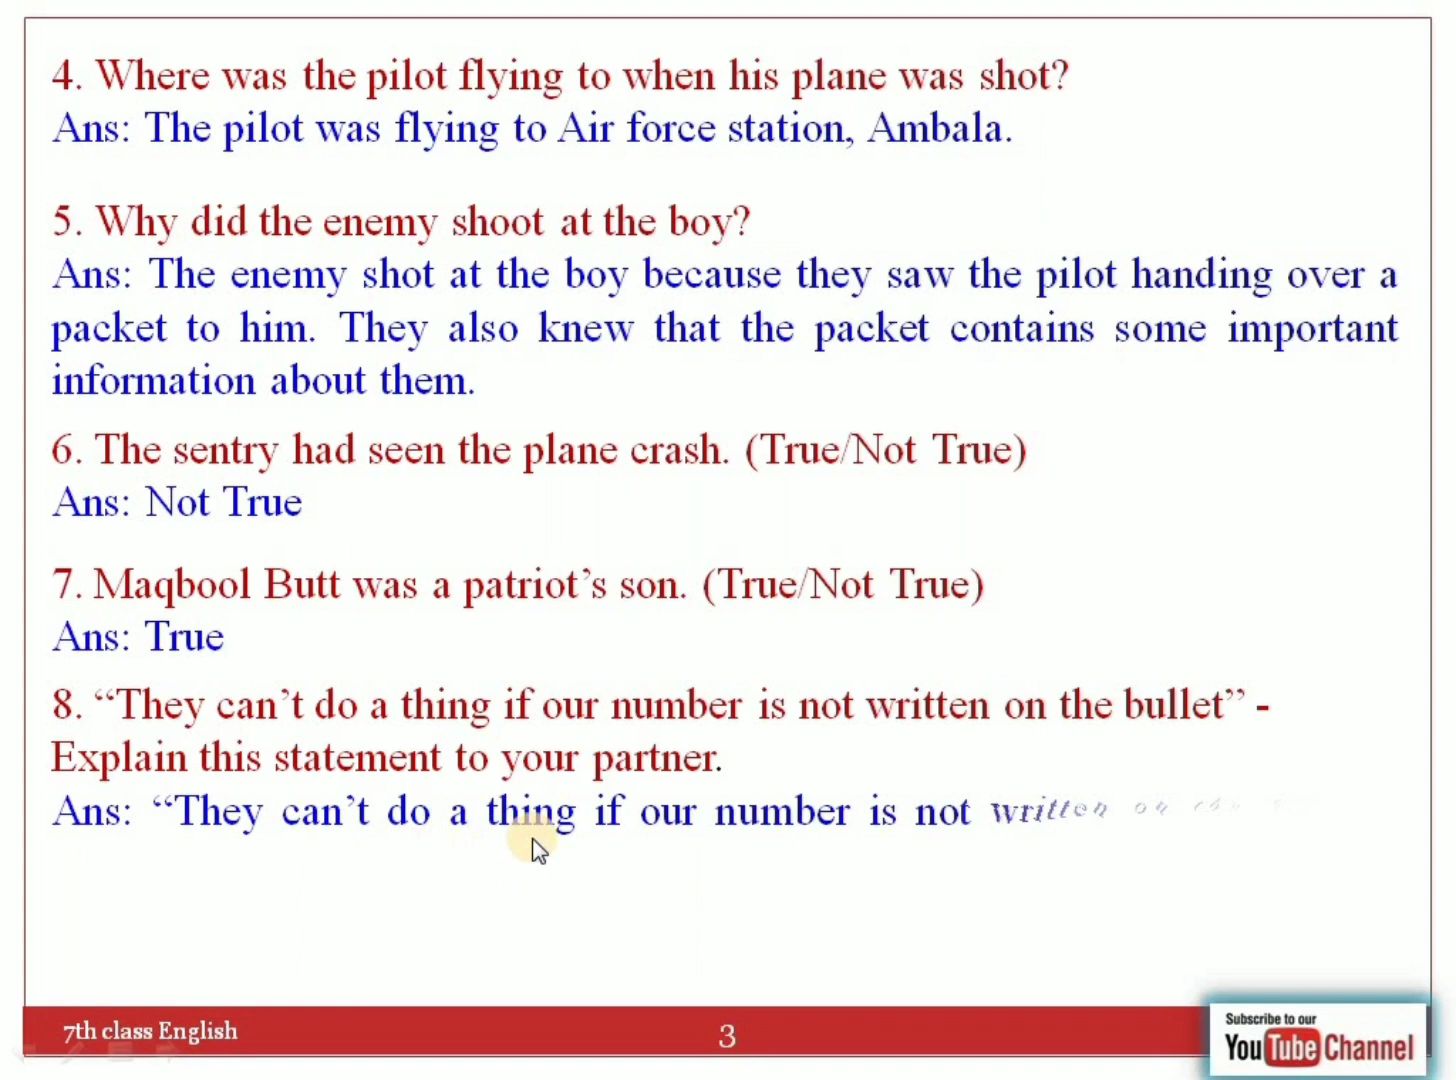 4. Where was the pilot flying to when his plane was shot?
Ans: The pilot was flying to Air force station, Ambala.
5. Why did the enemy shoot at the boy?
Ans: The enemy shot at the boy because they saw the pilot handing over a
packet to him. They also knew that the packet contains some important
information about them.
6. The sentry had seen the plane crash. (True/Not True)
Ans: Not True
7. Maqbool Butt was a patriot’s son. (True/Not True)
Ans: True
8. “They can’t do a thing if our number is not written on the bullet” -
Explain this statement to your partner.
Ans: “They can’t do a thing if our number is not written on
7th class English
3
Subscribe to our
YouTube Channel